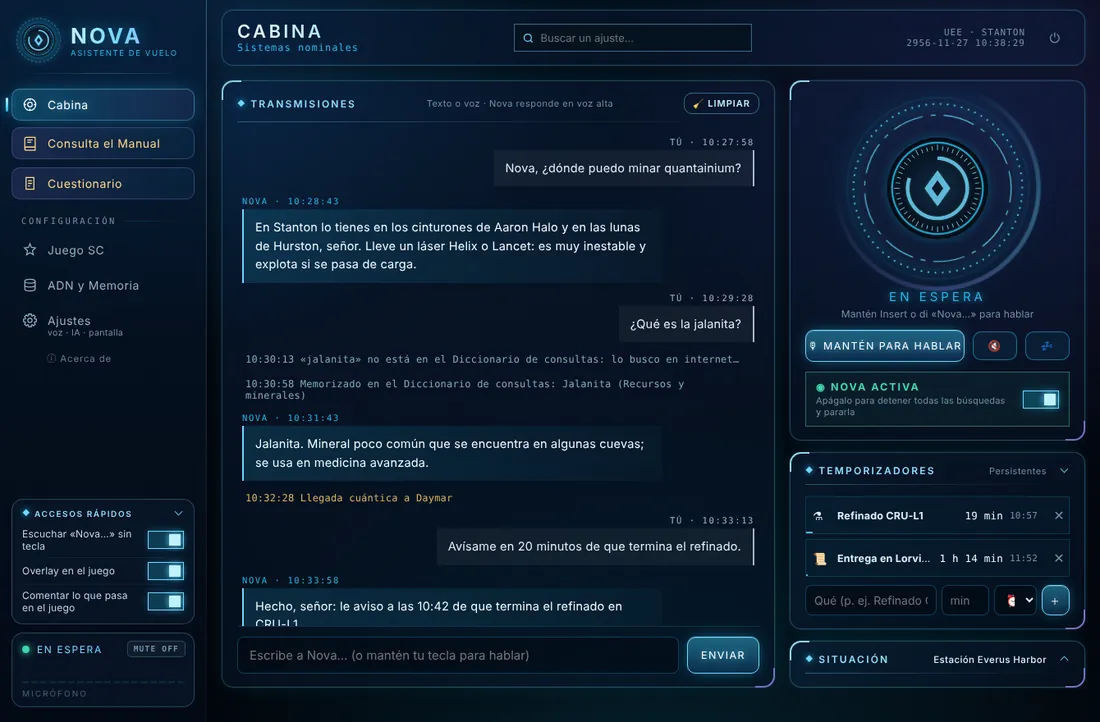 NOVA
ASISTENTE DE VUELO
Cabina
Consulta el Manual
Cuestionario
CONFIGURACIÓN
Juego SC
ADN y Memoria
Ajustes
voz · IA · pantalla
ⓘ Acerca de
ACCESOS RÁPIDOS
Escuchar «Nova...» sin
tecla
Overlay en el juego
Comentar lo que pasa
en el juego
EN ESPERA
MUTE OFF
MICRÓFONO
CABINA
Sistemas nominales
Buscar un ajuste...
UEE · STANTON
2956-11-27 10:38:29
TRANSMISIONES
Texto o voz · Nova responde en voz alta
LIMPIAR
TÚ · 10:27:58
Nova, ¿dónde puedo minar quantainium?
NOVA · 10:28:43
En Stanton lo tienes en los cinturones de Aaron Halo y en las lunas
de Hurston, señor. Lleve un láser Helix o Lancet: es muy inestable y
explota si se pasa de carga.
TÚ · 10:29:28
¿Qué es la jalanita?
10:30:13 «jalanita» no está en el Diccionario de consultas: lo busco en internet…
10:30:58 Memorizado en el Diccionario de consultas: Jalanita (Recursos y
minerales)
NOVA · 10:31:43
Jalanita. Mineral poco común que se encuentra en algunas cuevas;
se usa en medicina avanzada.
10:32:28 Llegada cuántica a Daymar
TÚ · 10:33:13
Avísame en 20 minutos de que termina el refinado.
NOVA · 10:33:58
Hecho, señor: le aviso a las 10:42 de que termina el refinado en
CRU-L1
Escribe a Nova... (o mantén tu tecla para hablar)
ENVIAR
EN ESPERA
Mantén Insert o di «Nova...» para hablar
MANTÉN PARA HABLAR
NOVA ACTIVA
Apágalo para detener todas las búsquedas
y pararla
TEMPORIZADORES
Persistentes
Refinado CRU-L1 19 min 10:57
Entrega en Lorvi... 1 h 14 min 11:52
Qué (p. ej. Refinado C
min
+
SITUACIÓN
Estación Everus Harbor